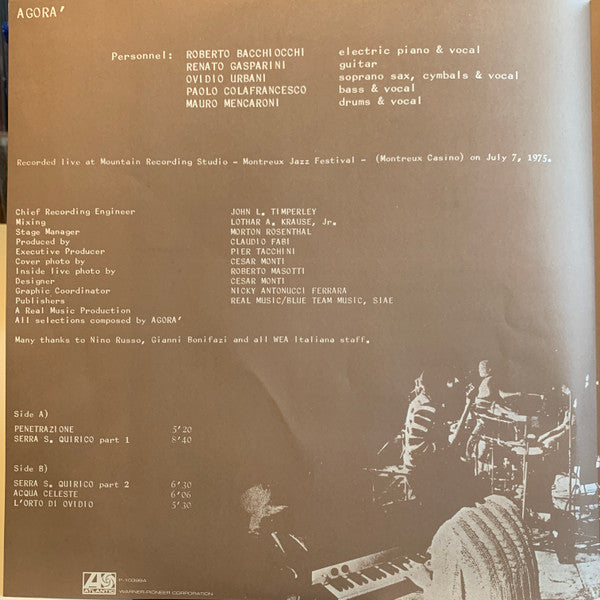 AGORA'
Personnel: ROBERTO BACCHIOCCHI electric piano & vocal
RENATO GASPARINI guitar
OVIDIO URBANI soprano sax, cymbals & vocal
PAOLO COLAFRANCESCO bass & vocal
MAURO MENCARONI drums & vocal
Recorded live at Mountain Recording Studio - Montreux Jazz Festival - (Montreux Casino) on July 7, 1975.
Chief Recording Engineer JOHN L. TIMPERLEY
Mixing LOTHAR A. KRAUSE, Jr.
Stage Manager MORTON ROSENTHAL
Produced by CLAUDIO FABI
Executive Producer PIER TACCHINI
Cover photo by CESAR MONTI
Inside live photo by ROBERTO MASOTTI
Designer CESAR MONTI
Graphic Coordinator NICKY ANTONUCCI FERRARA
Publishers REAL MUSIC/BLUE TEAM MUSIC, SIAE
A Real Music Production
All selections composed by AGORA'
Many thanks to Nino Russo, Gianni Bonifazi and all WEA Italiana staff.
Side A)
PENETRAZIONE 5'20
SERRA S. QUIRICO part 1 8'40
Side B)
SERRA S. QUIRICO part 2 6'30
ACQUA CELESTE 6'06
L'ORTO DI OVIDIO 5'30
ATLANTIC P-10399A
WARNER-PIONEER CORPORATION